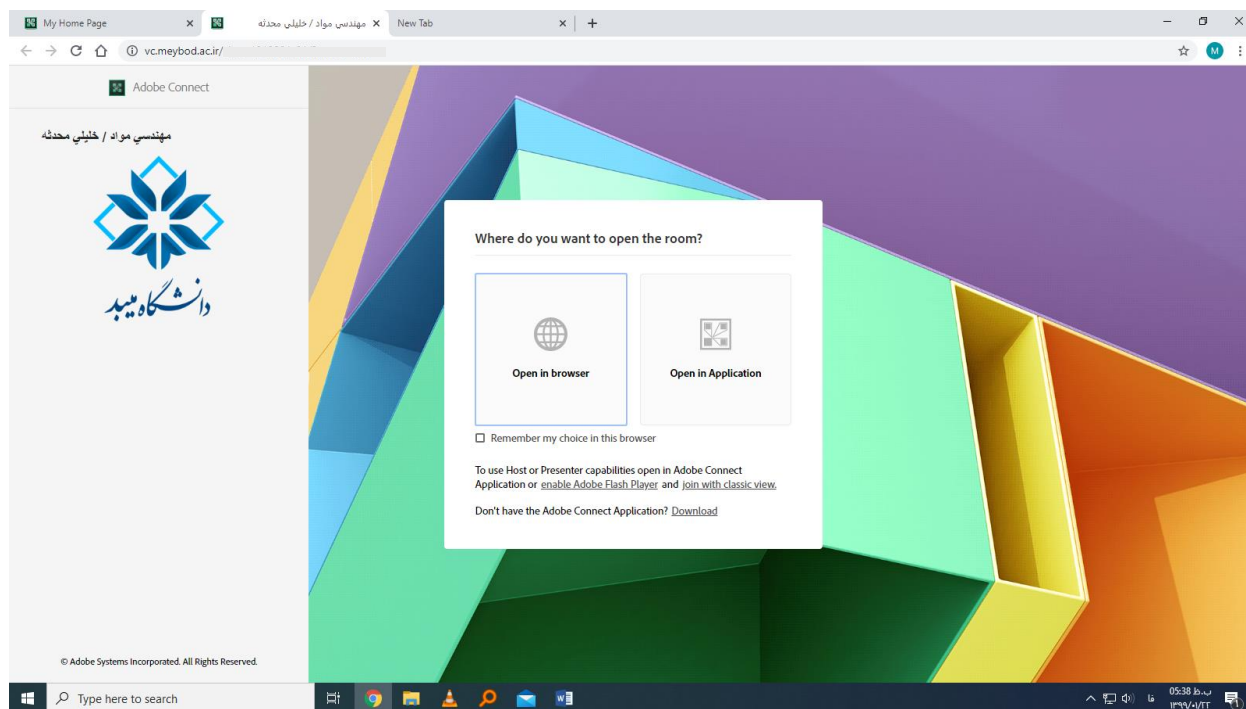 My Home Page
مهندسي مواد / خليلي محدثه
New Tab
vc.meybod.ac.ir/
M
Adobe Connect
مهندسي مواد / خليلي محدثه
دانشگاه میبد
Where do you want to open the room?
Open in browser
Open in Application
Remember my choice in this browser
To use Host or Presenter capabilities open in Adobe Connect
Application or enable Adobe Flash Player and join with classic view.
Don't have the Adobe Connect Application? Download
© Adobe Systems Incorporated. All Rights Reserved.
Type here to search
فا
05:38 ب.ظ
۱۳۹۹/۰۱/۲۲